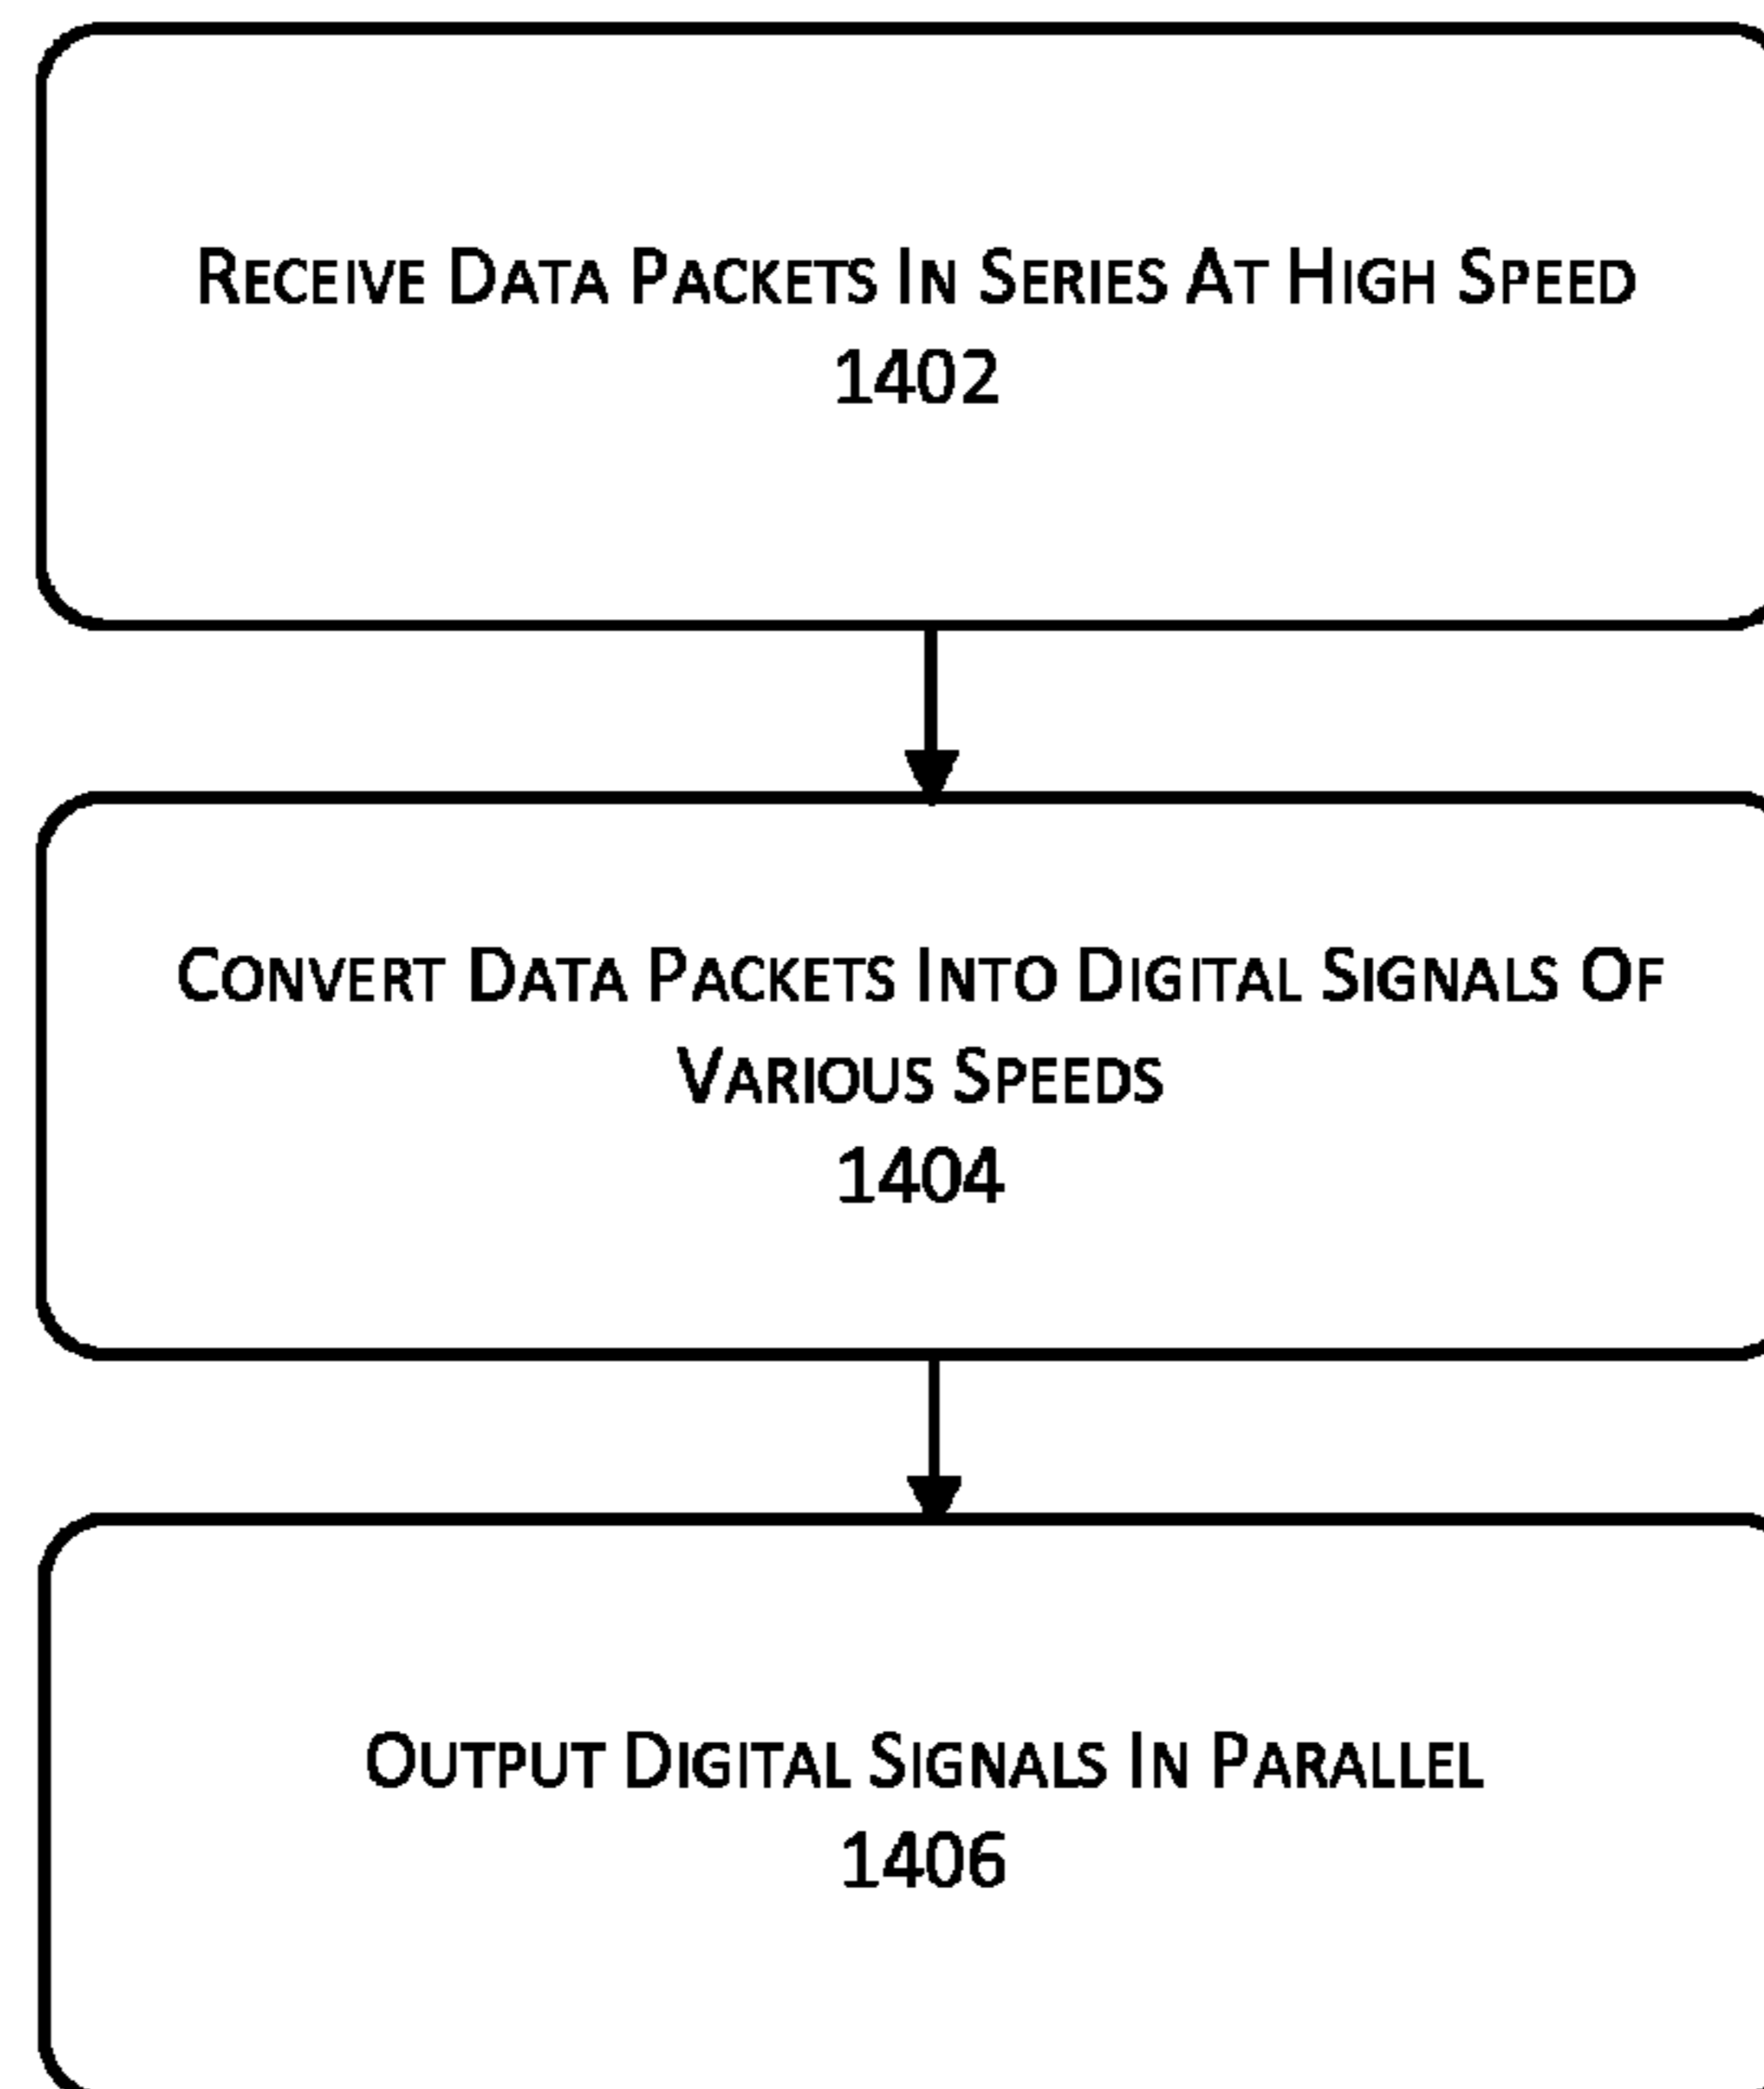 Receive Data Packets In Series At High Speed
1402
Convert Data Packets Into Digital Signals Of
Various Speeds
1404
Output Digital Signals In Parallel
1406